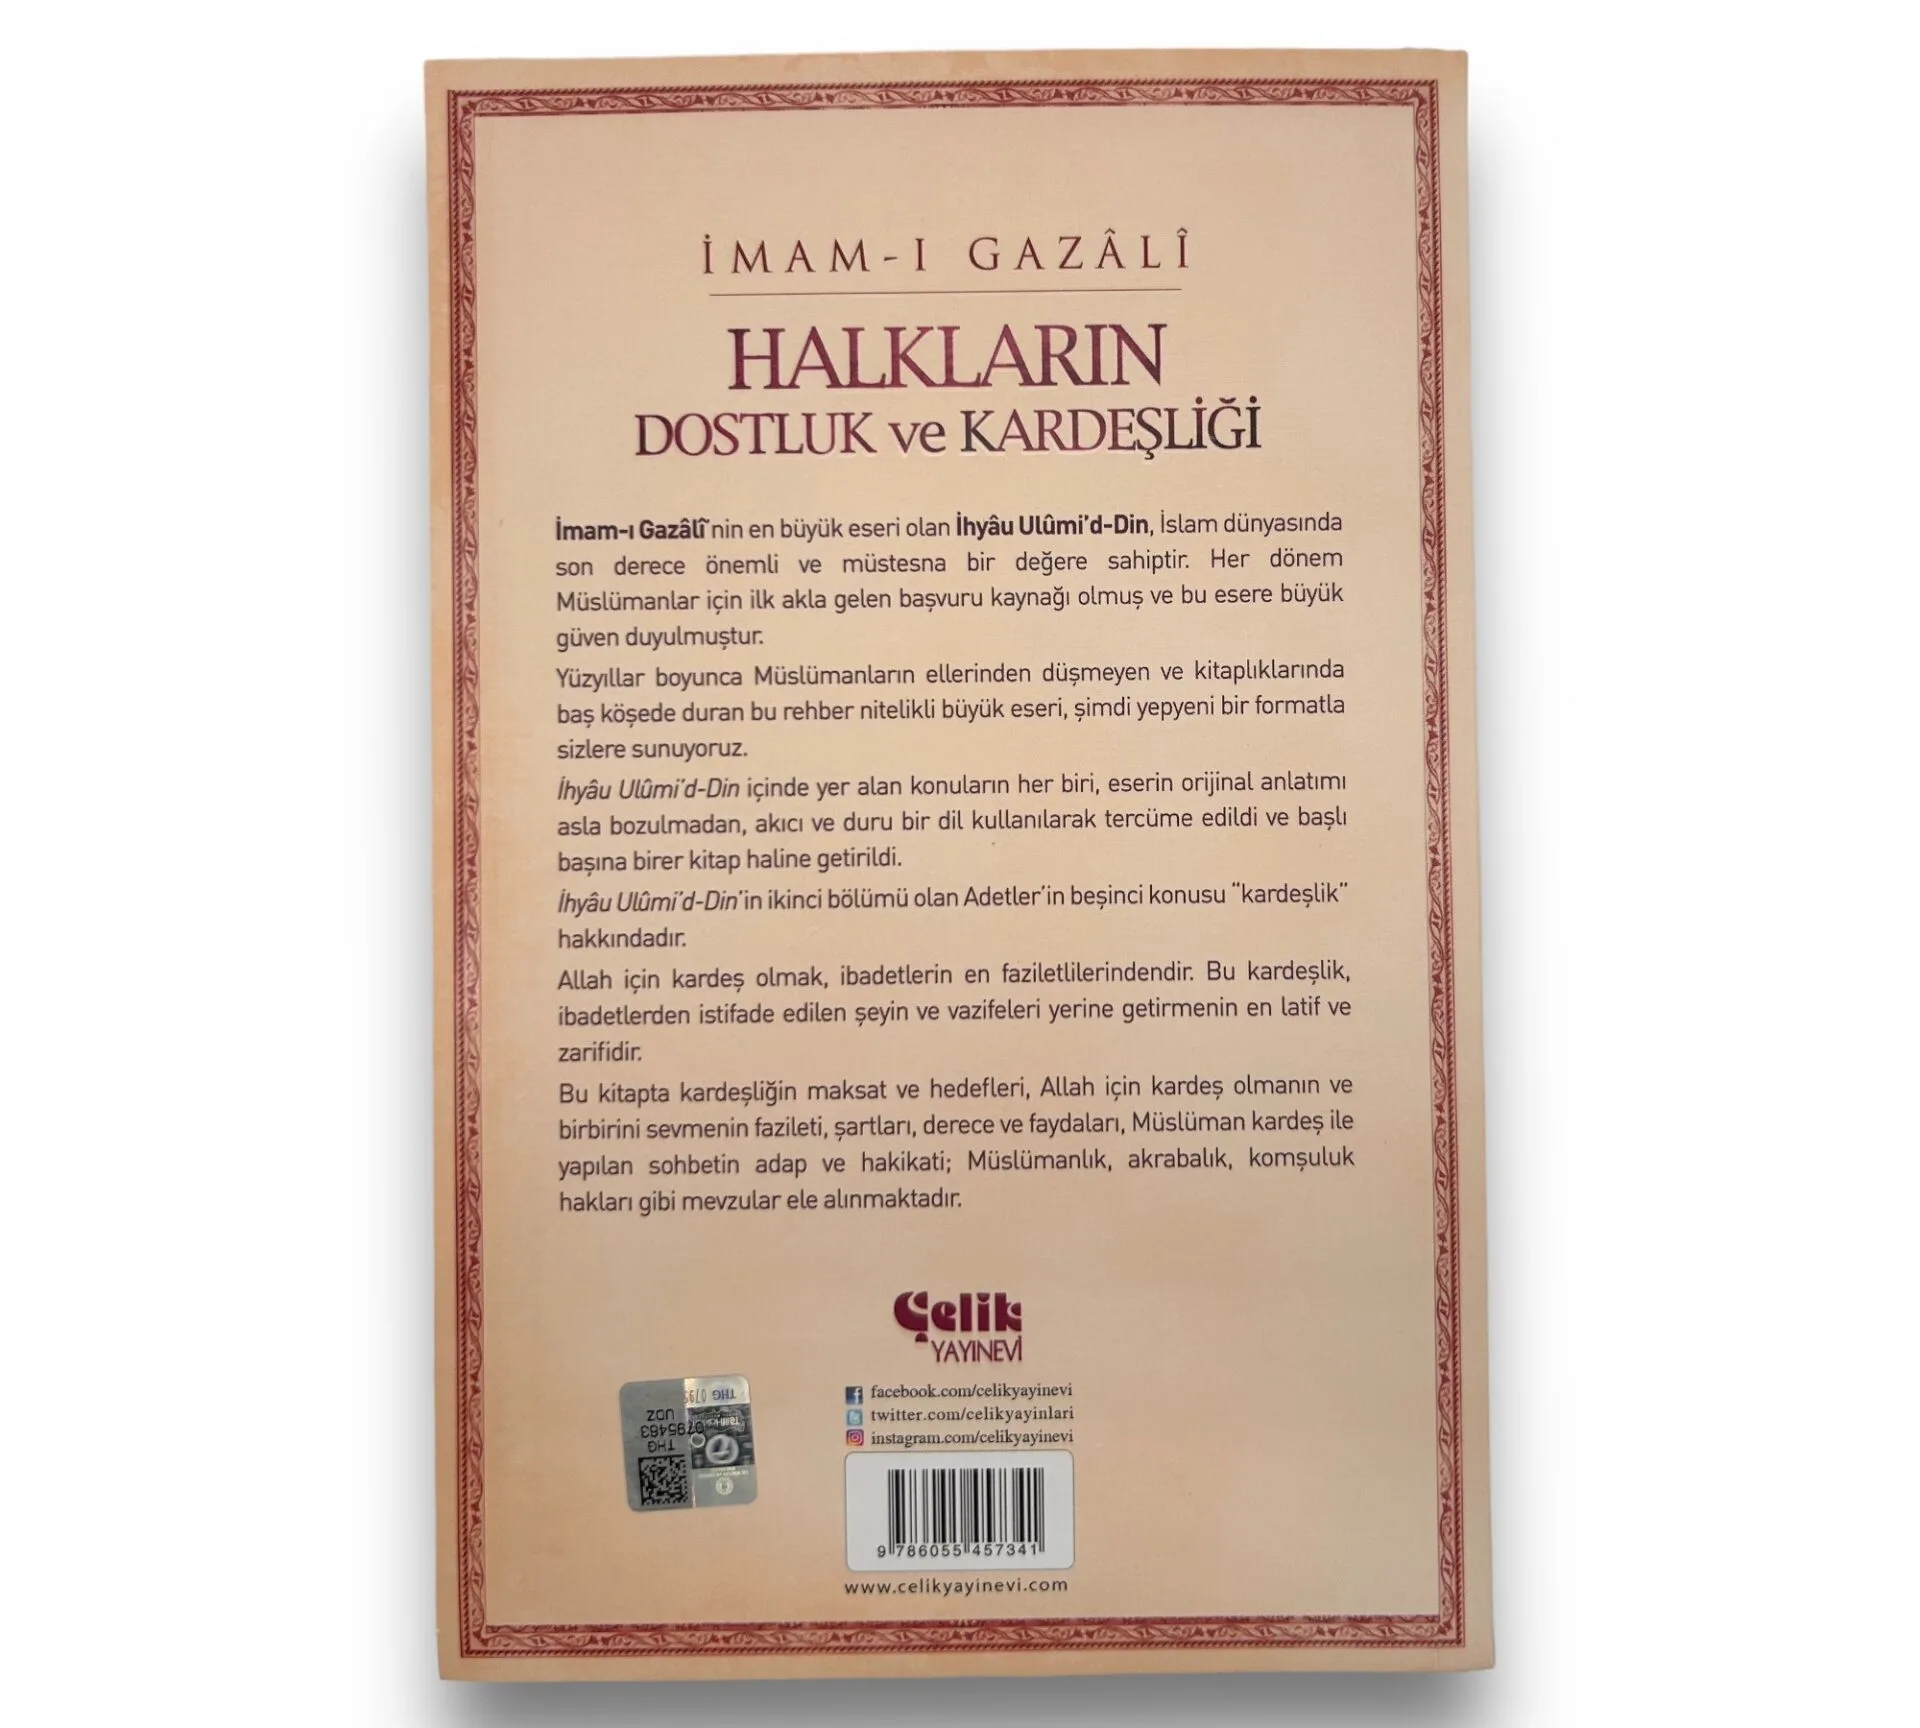 İMAM-I GAZÂLÎ
HALKLARIN
DOSTLUK ve KARDEŞLİĞİ
İmam-ı Gazâlî'nin en büyük eseri olan İhyâu Ulûmi'd-Din, İslam dünyasında
son derece önemli ve müstesna bir değere sahiptir. Her dönem
Müslümanlar için ilk akla gelen başvuru kaynağı olmuş ve bu esere büyük
güven duyulmuştur.
Yüzyıllar boyunca Müslümanların ellerinden düşmeyen ve kitaplıklarında
baş köşede duran bu rehber nitelikli büyük eseri, şimdi yepyeni bir formatla
sizlere sunuyoruz.
İhyâu Ulûmi'd-Din içinde yer alan konuların her biri, eserin orijinal anlatımı
asla bozulmadan, akıcı ve duru bir dil kullanılarak tercüme edildi ve başlı
başına birer kitap haline getirildi.
İhyâu Ulûmi'd-Din'in ikinci bölümü olan Adetler'in beşinci konusu "kardeşlik"
hakkındadır.
Allah için kardeş olmak, ibadetlerin en faziletlilerindendir. Bu kardeşlik,
ibadetlerden istifade edilen şeyin ve vazifeleri yerine getirmenin en latif ve
zarifidir.
Bu kitapta kardeşliğin maksat ve hedefleri, Allah için kardeş olmanın ve
birbirini sevmenin fazileti, şartları, derece ve faydaları, Müslüman kardeş ile
yapılan sohbetin adap ve hakikati; Müslümanlık, akrabalık, komşuluk
hakları gibi mevzular ele alınmaktadır.
Çelik
YAYINEVİ
facebook.com/celikyayinevi
twitter.com/celikyayinlari
instagram.com/celikyayinevi
THG
0795483
UDZ
THG
9 786055 457341
www.celikyayinevi.com